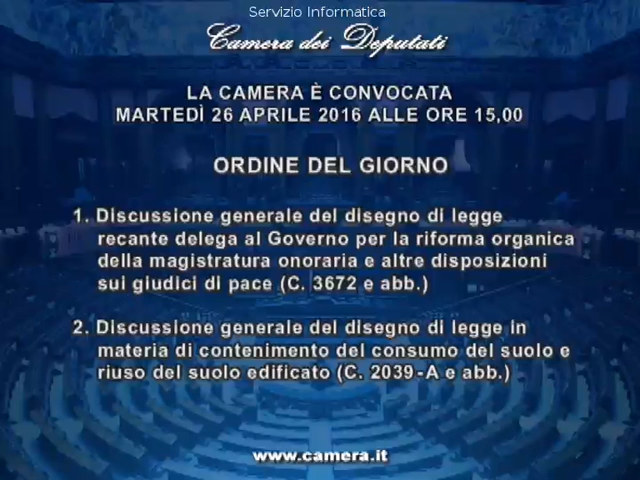 Servizio Informatica
Camera dei Deputati
LA CAMERA È CONVOCATA
MARTEDÌ 26 APRILE 2016 ALLE ORE 15,00
ORDINE DEL GIORNO
1. Discussione generale del disegno di legge
recante delega al Governo per la riforma organica
della magistratura onoraria e altre disposizioni
sui giudici di pace (C. 3672 e abb.)
2. Discussione generale del disegno di legge in
materia di contenimento del consumo del suolo e
riuso del suolo edificato (C. 2039-A e abb.)
www.camera.it